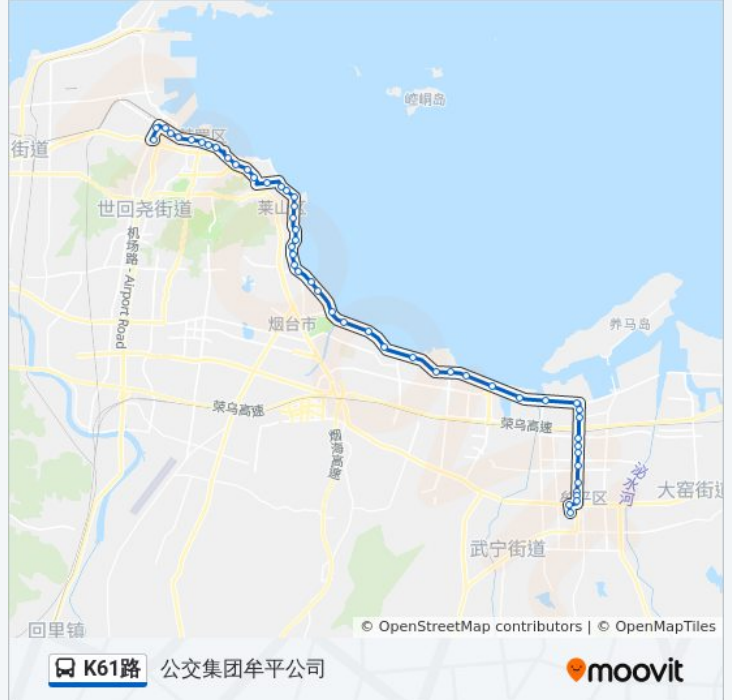 崆峒岛
街道
世回尧街道
莱山区
机场路 - Airport Road
养马岛
烟台市
荣乌高速
荣乌高速
烟海高速
沁水河
牟平区
大窑街道
武宁街道
回里镇
© OpenStreetMap contributors | © OpenMapTiles
K61路 公交集团牟平公司 moovit